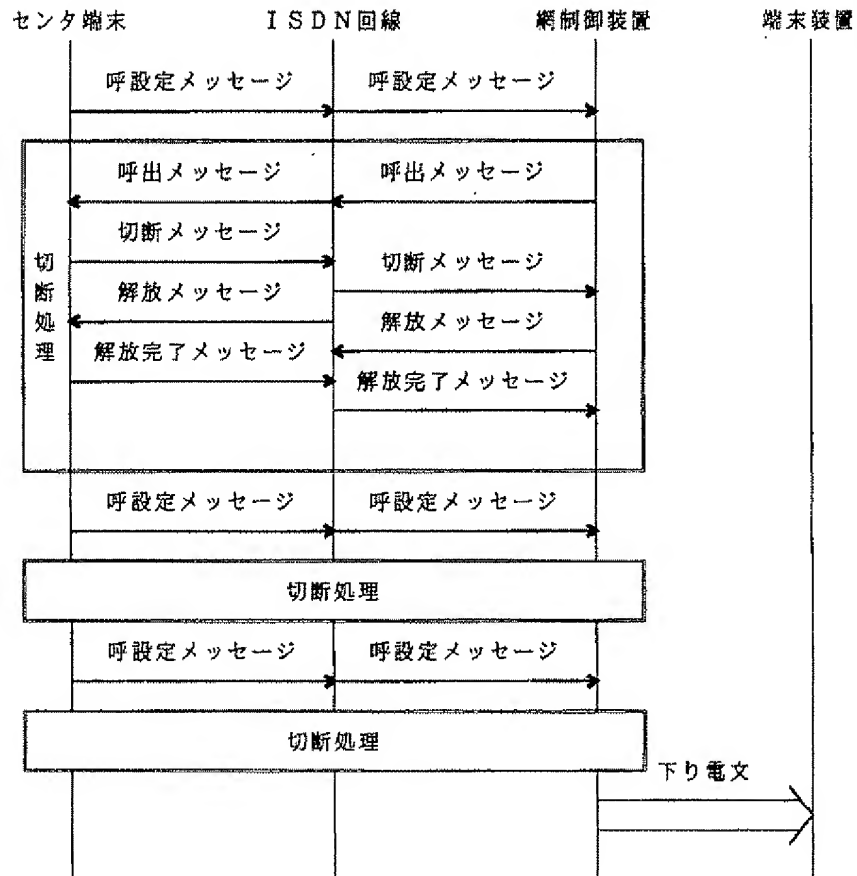 センタ端末 ＩＳＤＮ回線 網制御装置 端末装置
呼設定メッセージ 呼設定メッセージ
呼出メッセージ 呼出メッセージ
切断メッセージ
切断メッセージ
解放メッセージ
解放メッセージ
解放完了メッセージ
解放完了メッセージ
切断処理
呼設定メッセージ 呼設定メッセージ
切断処理
呼設定メッセージ 呼設定メッセージ
切断処理
下り電文